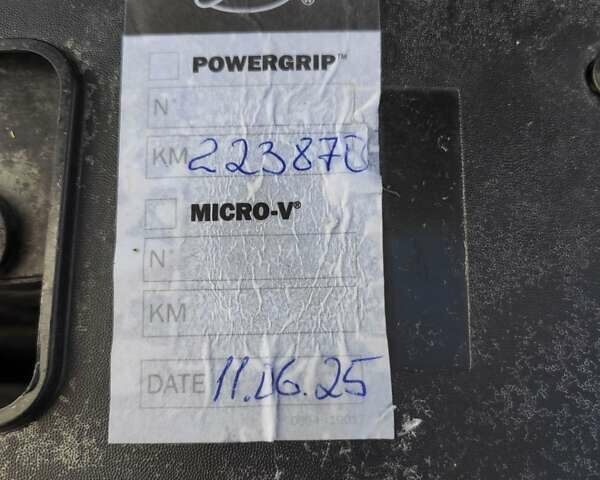 ®
POWERGRIP™
N°
KM 223870
MICRO-V®
N°
KM
DATE 11.06.25